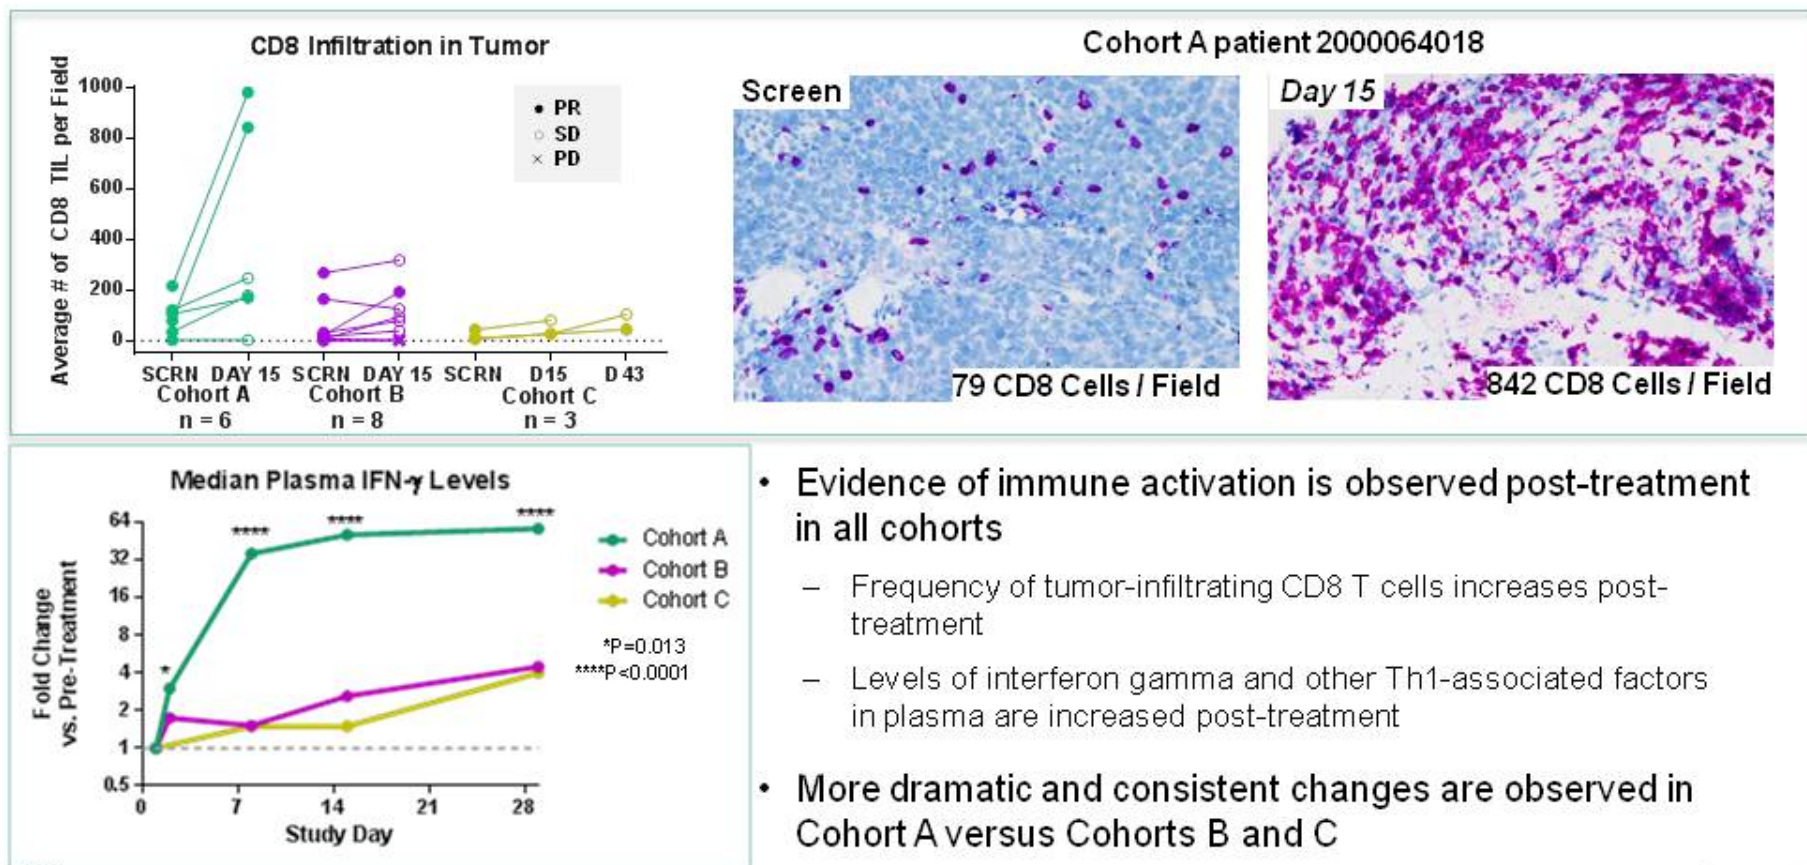 CD8 Infiltration in Tumor
Average # of CD8 TIL per Field
1000
800
600
400
200
0
PR
SD
PD
SCRN DAY 15 SCRN DAY 15 SCRN D15 D43
Cohort A Cohort B Cohort C
n = 6 n = 8 n = 3
Cohort A patient 2000064018
Screen
79 CD8 Cells / Field
Day 15
842 CD8 Cells / Field
Median Plasma IFN-γ Levels
Fold Change
vs. Pre-Treatment
64
32
16
8
4
2
1
0.5
* **** **** ****
0 7 14 21 28
Study Day
Cohort A
Cohort B
Cohort C
*P=0.013
****P<0.0001
• Evidence of immune activation is observed post-treatment
in all cohorts
– Frequency of tumor-infiltrating CD8 T cells increases post-
treatment
– Levels of interferon gamma and other Th1-associated factors
in plasma are increased post-treatment
• More dramatic and consistent changes are observed in
Cohort A versus Cohorts B and C